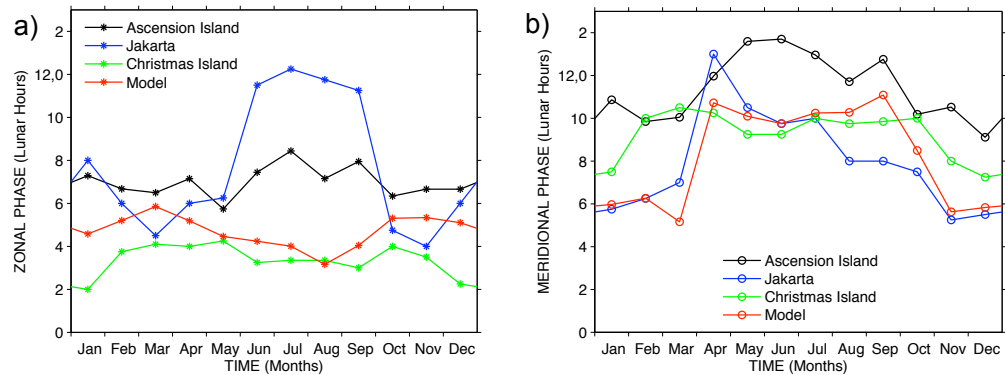 a)
ZONAL PHASE (Lunar Hours)
2
12,0
10
8
6
4
2
0
Ascension Island
Jakarta
Christmas Island
Model
Jan Feb Mar Apr May Jun Jul Aug Sep Oct Nov Dec
TIME (Months)
b)
MERIDIONAL PHASE (Lunar Hours)
2
12,0
10
8
6
4
2
0
Ascension Island
Jakarta
Christmas Island
Model
Jan Feb Mar Apr May Jun Jul Aug Sep Oct Nov Dec
TIME (Months)